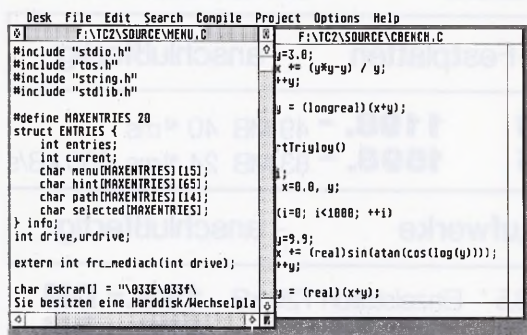 Desk File Edit Search Compile Project Options Help
F:\TC2\SOURCE\MENU.C
#include "stdio.h"
#include "tos.h"
#include "string.h"
#include "stdlib.h"
#define MAXENTRIES 20
struct ENTRIES {
int entries;
int current;
char menu[MAXENTRIES][15];
char hint[MAXENTRIES][65];
char path[MAXENTRIES][14];
char selected[MAXENTRIES];
} info;
int drive,urdrive;
extern int frc_mediach(int drive);
char askram[] = "\033E\033f\
Sie besitzen eine Harddisk/Wechselpla
F:\TC2\SOURCE\CBENCH.C
y=3.0;
x += (y*y-y) / y;
++y;
y = (longreal)(x+y);
rtTriylog()
x=0.0, y;
(i=0; i<1000; ++i)
y=9.9;
x += (real)sin(atan(cos(log(y))));
++y;
y = (real)(x+y);